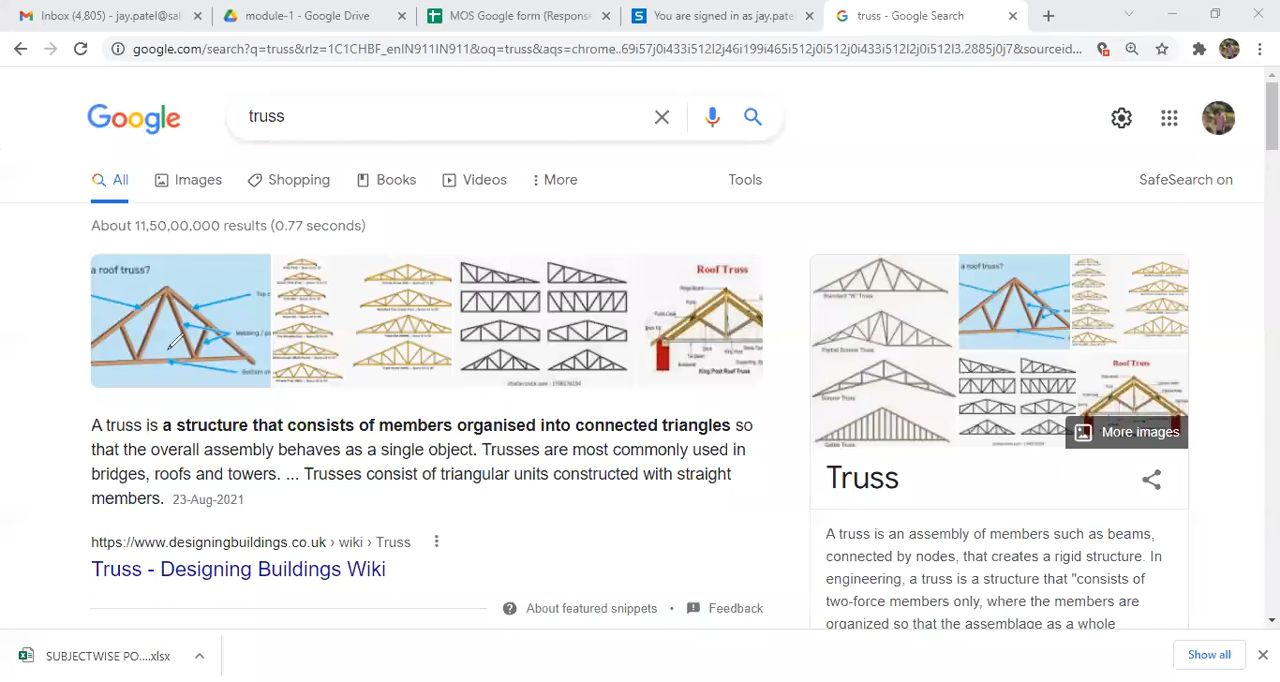 Inbox (4,805) - jay.patel@sal
module-1 - Google Drive
MOS Google form (Respons
You are signed in as jay.pate
truss - Google Search
google.com/search?q=truss&rlz=1C1CHBF_enIN911IN911&oq=truss&aqs=chrome..69i57j0i433i512l2j46i199i465i512j0i512j0i433i512l2j0i512l3.2885j0j7&sourceid...
Google
truss
All Images Shopping Books Videos More Tools SafeSearch on
About 11,50,00,000 results (0.77 seconds)
a roof truss?
Roof Truss
King Post Roof Truss
a roof truss?
Roof Truss
Scissor Truss
More images
A truss is a structure that consists of members organised into connected triangles so
that the overall assembly behaves as a single object. Trusses are most commonly used in
bridges, roofs and towers. ... Trusses consist of triangular units constructed with straight
members. 23-Aug-2021
https://www.designingbuildings.co.uk › wiki › Truss
Truss - Designing Buildings Wiki
About featured snippets • Feedback
Truss
A truss is an assembly of members such as beams,
connected by nodes, that creates a rigid structure. In
engineering, a truss is a structure that "consists of
two-force members only, where the members are
organized so that the assemblage as a whole
SUBJECTWISE PO....xlsx
Show all